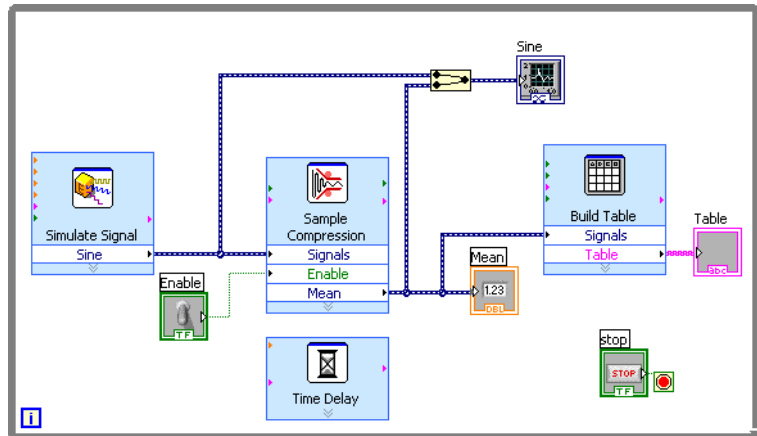 Sine
Simulate Signal
Sine
Sample
Compression
Signals
Enable
Mean
Enable
TF
Mean
1.23
DBL
Build Table
Signals
Table
Table
abc
Time Delay
stop
STOP
TF
i